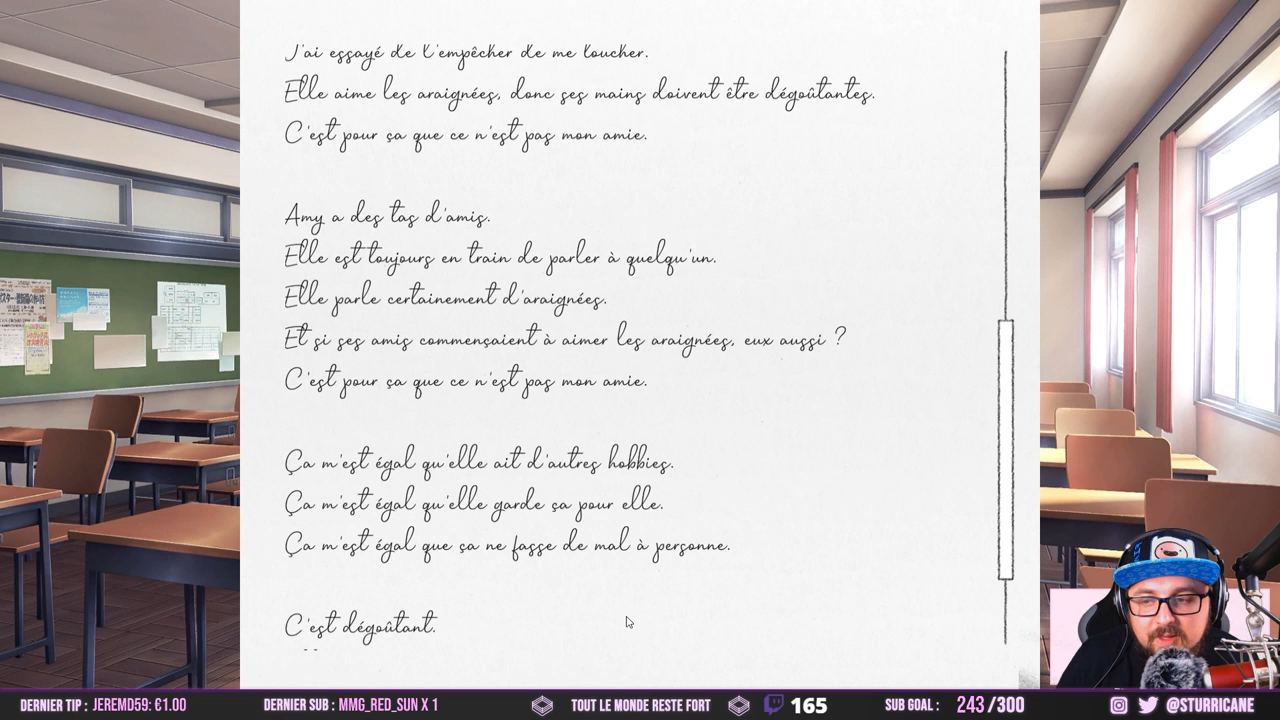 J'ai essayé de l'empêcher de me toucher.
Elle aime les araignées, donc ses mains doivent être dégoûtantes.
C'est pour ça que ce n'est pas mon amie.
Amy a des tas d'amis.
Elle est toujours en train de parler à quelqu'un.
Elle parle certainement d'araignées.
Et si ses amis commençaient à aimer les araignées, eux aussi ?
C'est pour ça que ce n'est pas mon amie.
Ça m'est égal qu'elle ait d'autres hobbies.
Ça m'est égal qu'elle garde ça pour elle.
Ça m'est égal que ça ne fasse de mal à personne.
C'est dégoûtant.
DERNIER TIP : JEREMD59: €1.00
DERNIER SUB : MMG_RED_SUN X 1
TOUT LE MONDE RESTE FORT
165
SUB GOAL : 243 /300
@STURRICANE